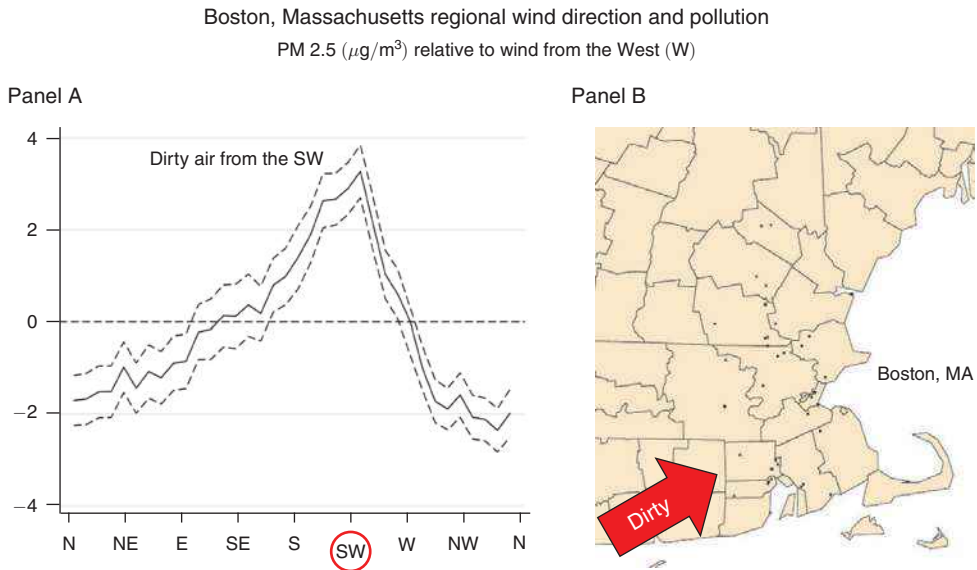 Boston, Massachusetts regional wind direction and pollution
PM 2.5 (μg/m³) relative to wind from the West (W)
Panel A
4
2
0
−2
−4
Dirty air from the SW
N NE E SE S SW W NW N
Panel B
Boston, MA
Dirty